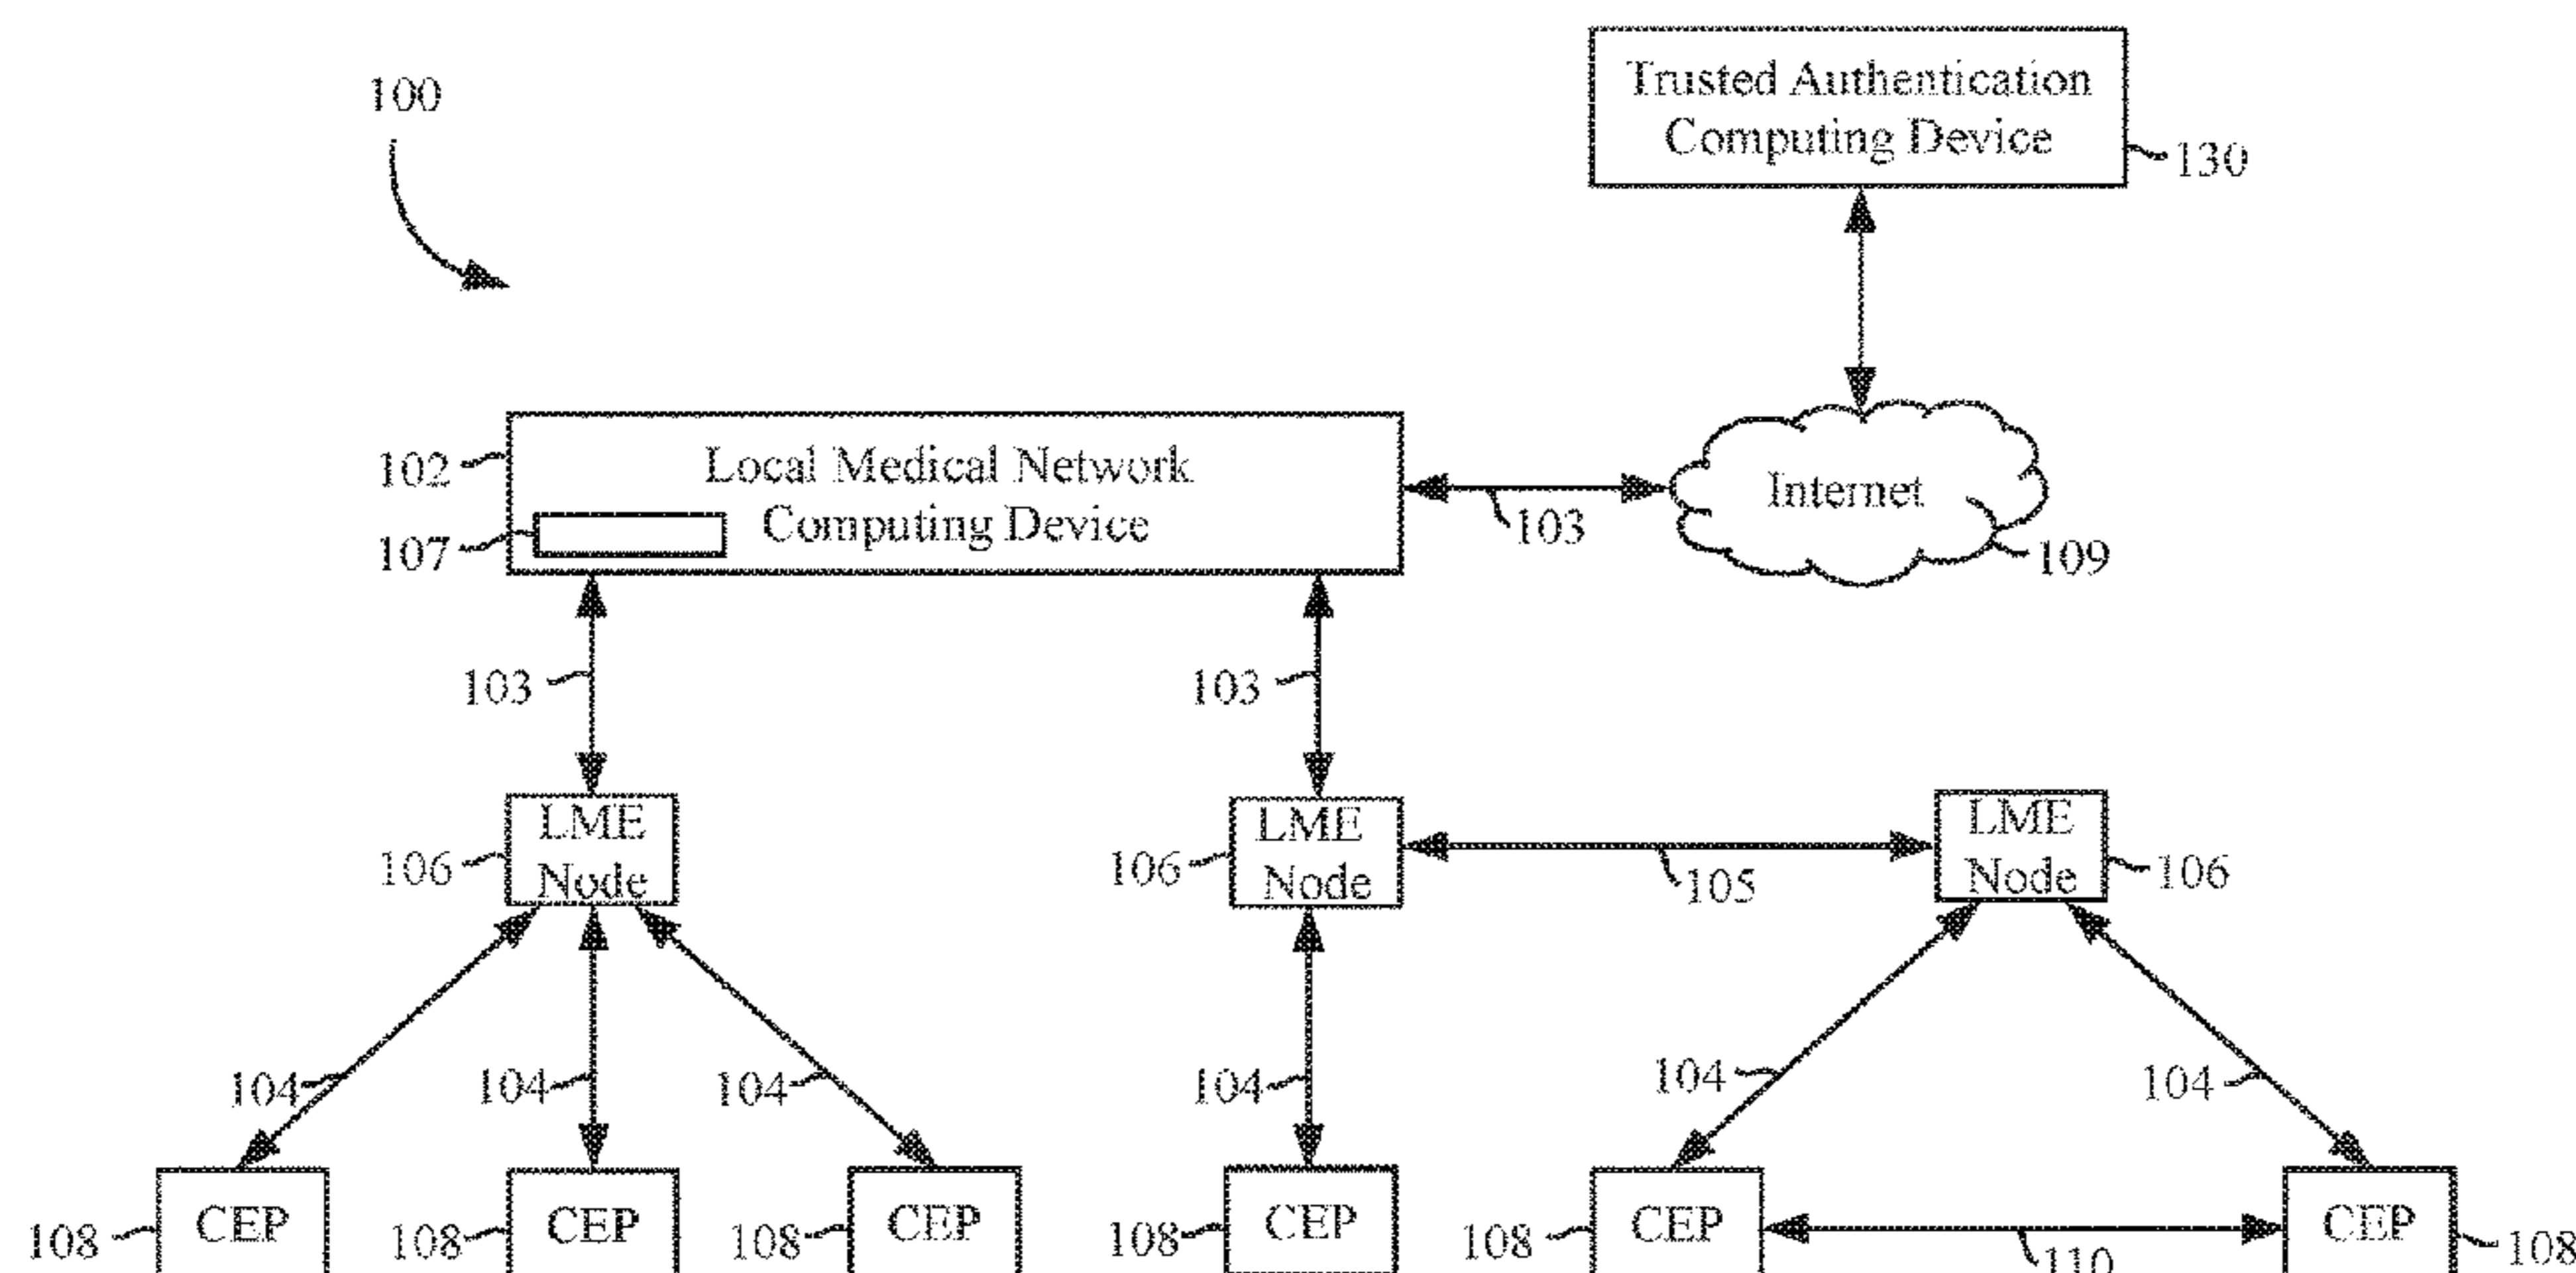 100
Trusted Authentication
Computing Device
130
102
Local Medical Network
Computing Device
107
103
Internet
109
103
103
LME
Node
106
LME
Node
106
105
LME
Node
106
104
104
104
104
104
104
108
CEP
108
CEP
108
CEP
108
CEP
108
CEP
110
CEP
108